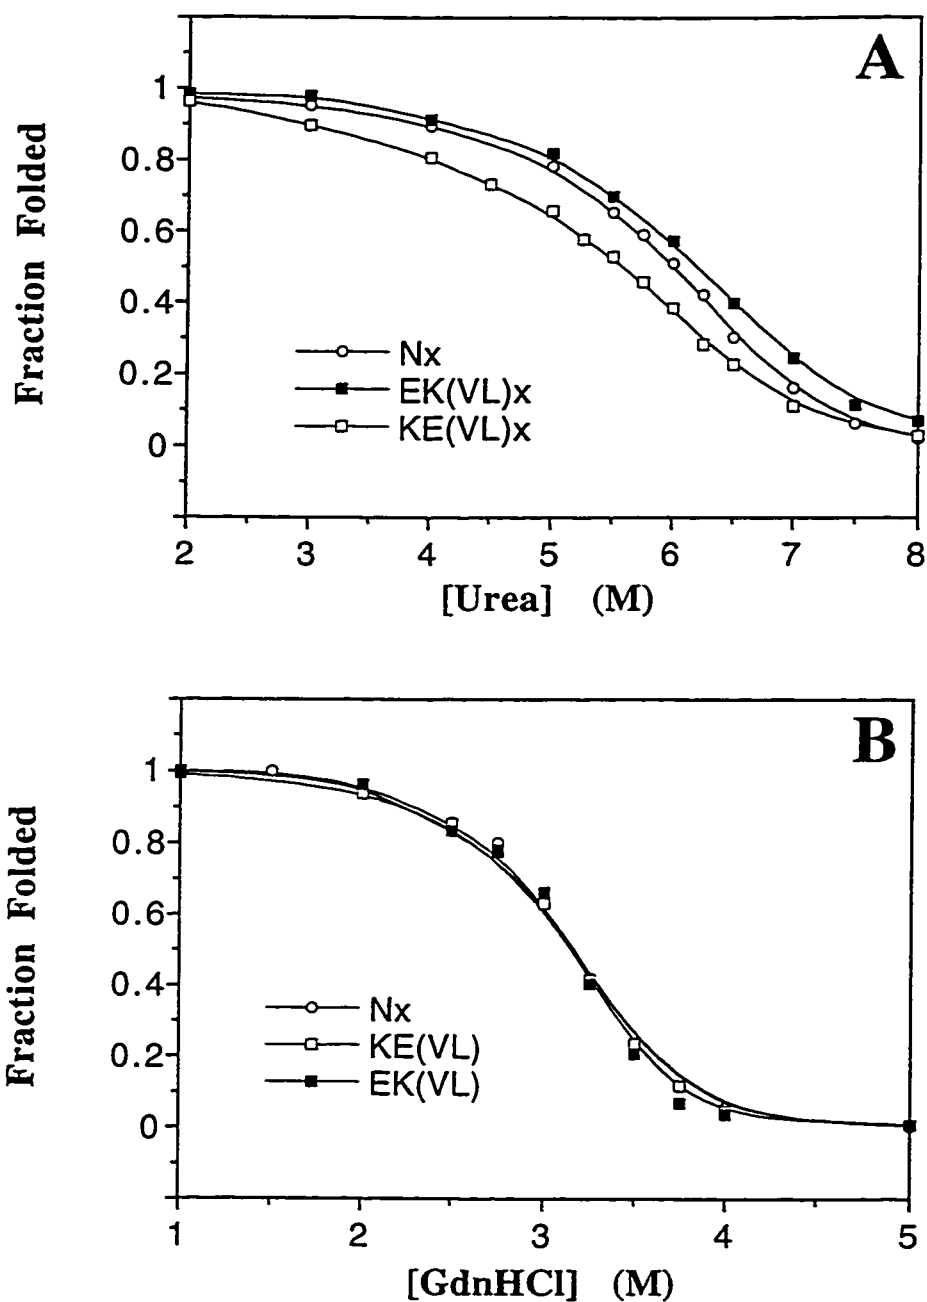 A
Fraction Folded
1
0.8
0.6
0.4
0.2
0
Nx
EK(VL)x
KE(VL)x
2 3 4 5 6 7 8
[Urea] (M)
B
Fraction Folded
1
0.8
0.6
0.4
0.2
0
Nx
KE(VL)
EK(VL)
1 2 3 4 5
[GdnHCl] (M)